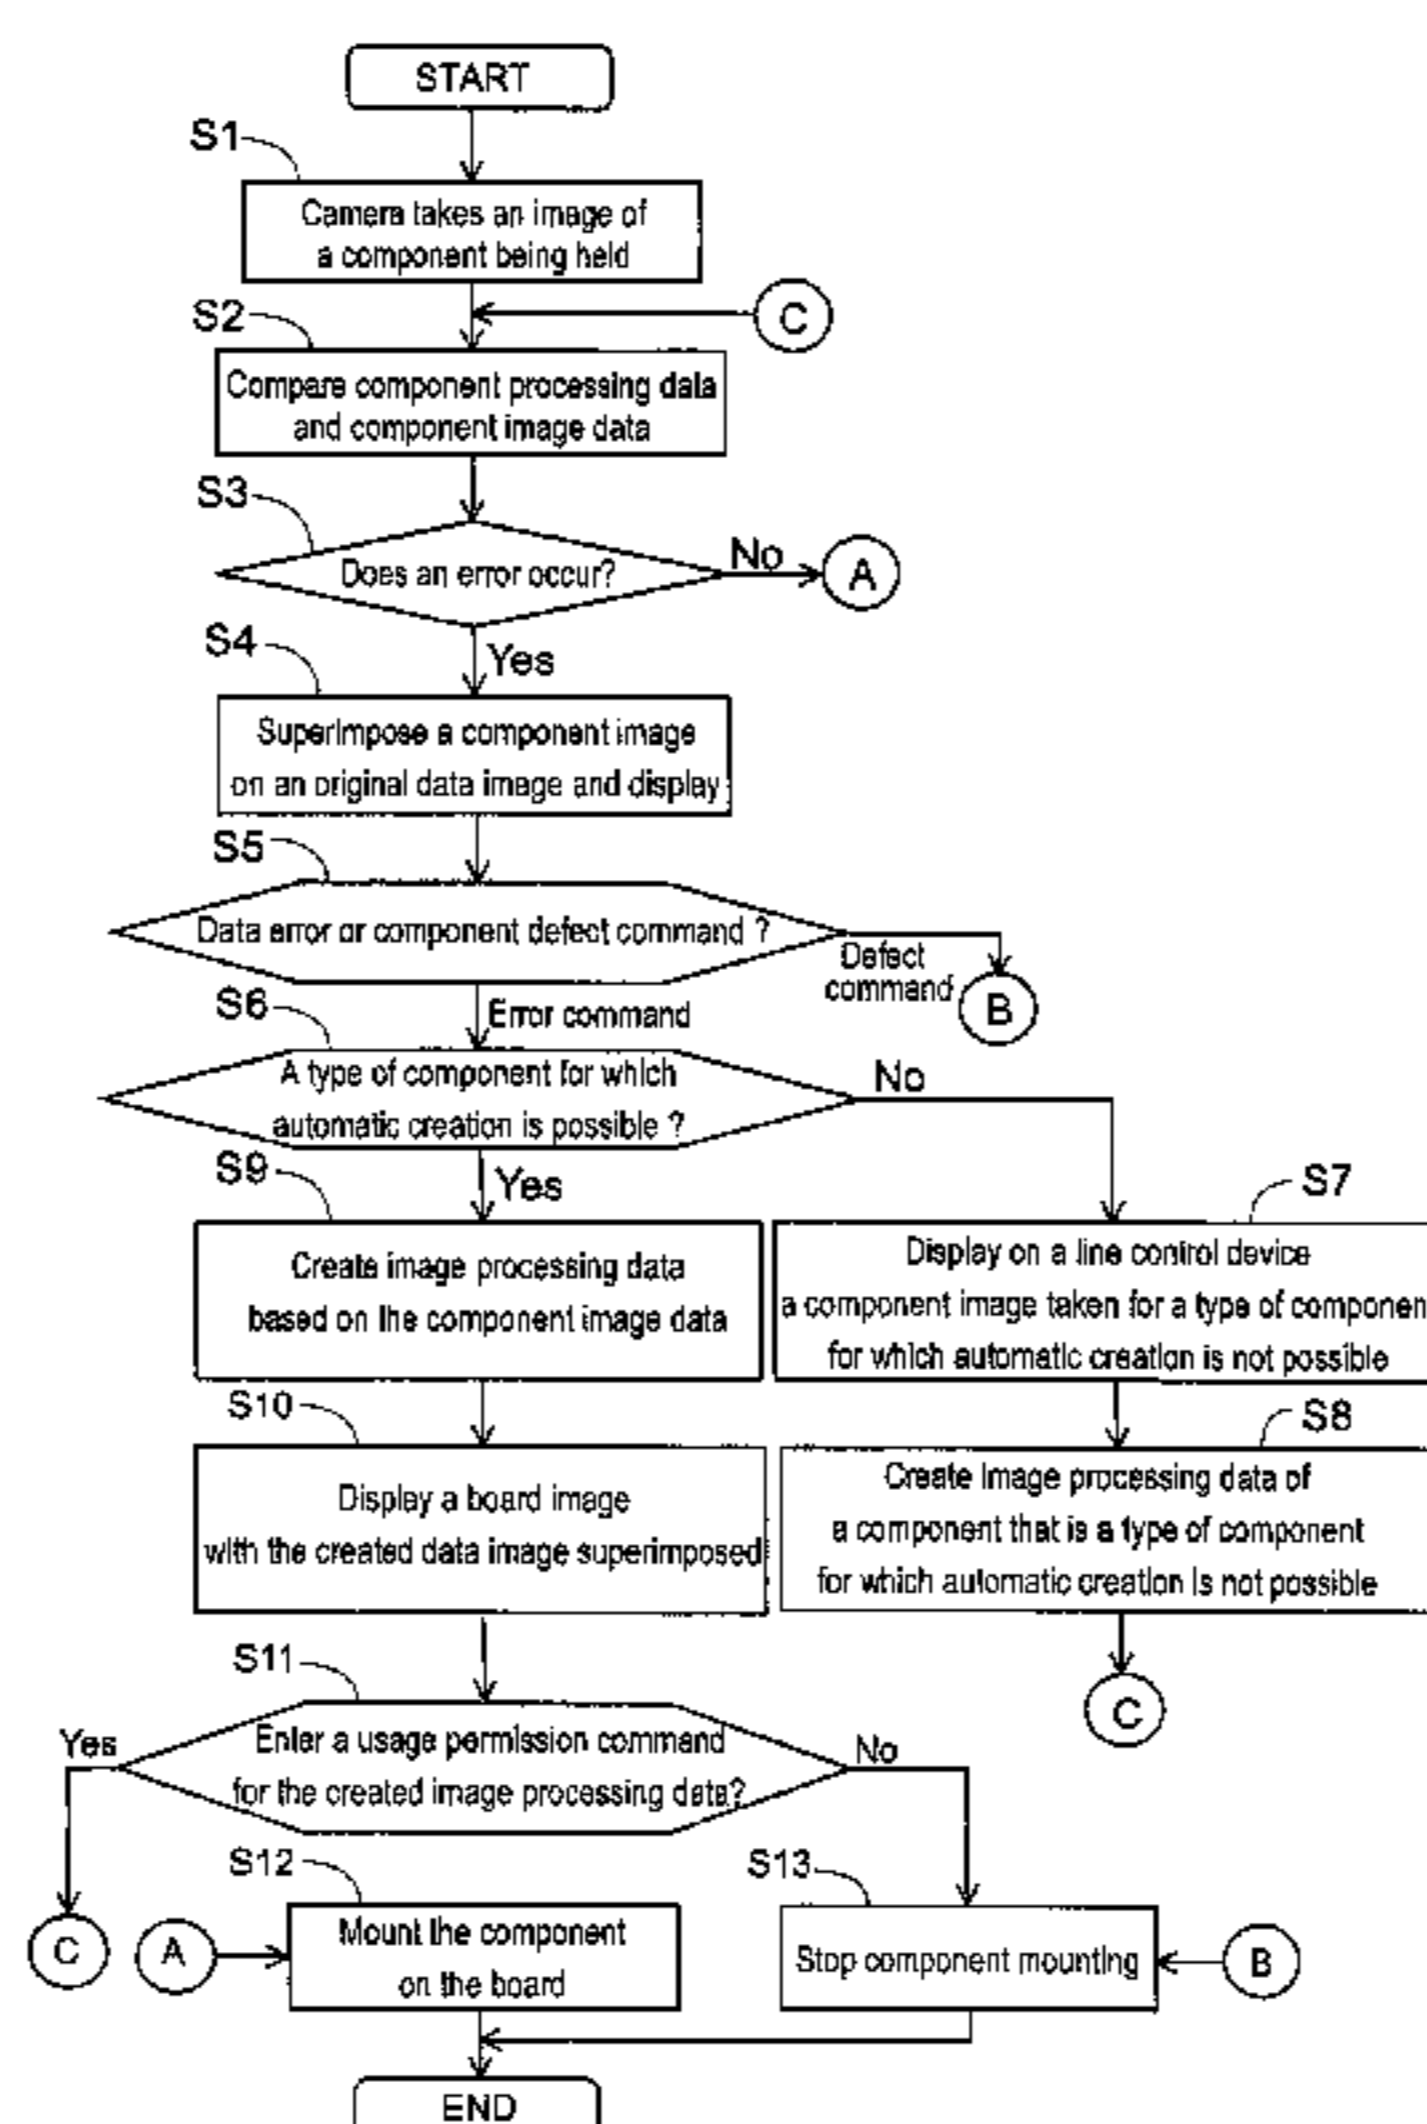 START
S1
Camera takes an image of
a component being held
C
S2
Compare component processing data
and component image data
S3
Does an error occur?
No
A
S4
Yes
Superimpose a component image
on an original data image and display
S5
Data error or component defect command ?
Defect
command
B
S6
Error command
A type of component for which
automatic creation is possible ?
No
S9
Yes
S7
Create image processing data
based on the component image data
Display on a line control device
a component image taken for a type of componen
for which automatic creation is not possible
S10
S8
Display a board image
with the created data image superimposed
Create image processing data of
a component that is a type of component
for which automatic creation is not possible
C
S11
Yes
Enter a usage permission command
for the created image processing data?
No
S12
S13
C
A
Mount the component
on the board
Stop component mounting
B
END